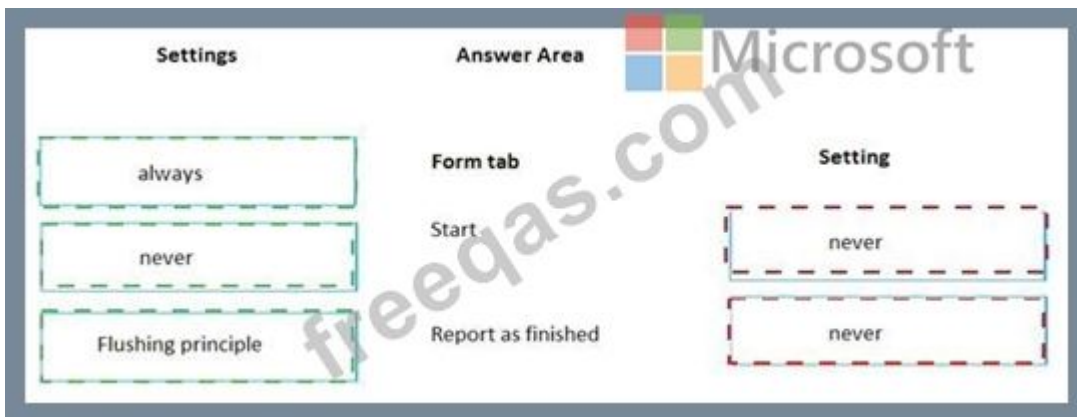 Settings
Answer Area
Microsoft
always
Form tab
Setting
never
Start
never
Flushing principle
Report as finished
never
freeqas.com